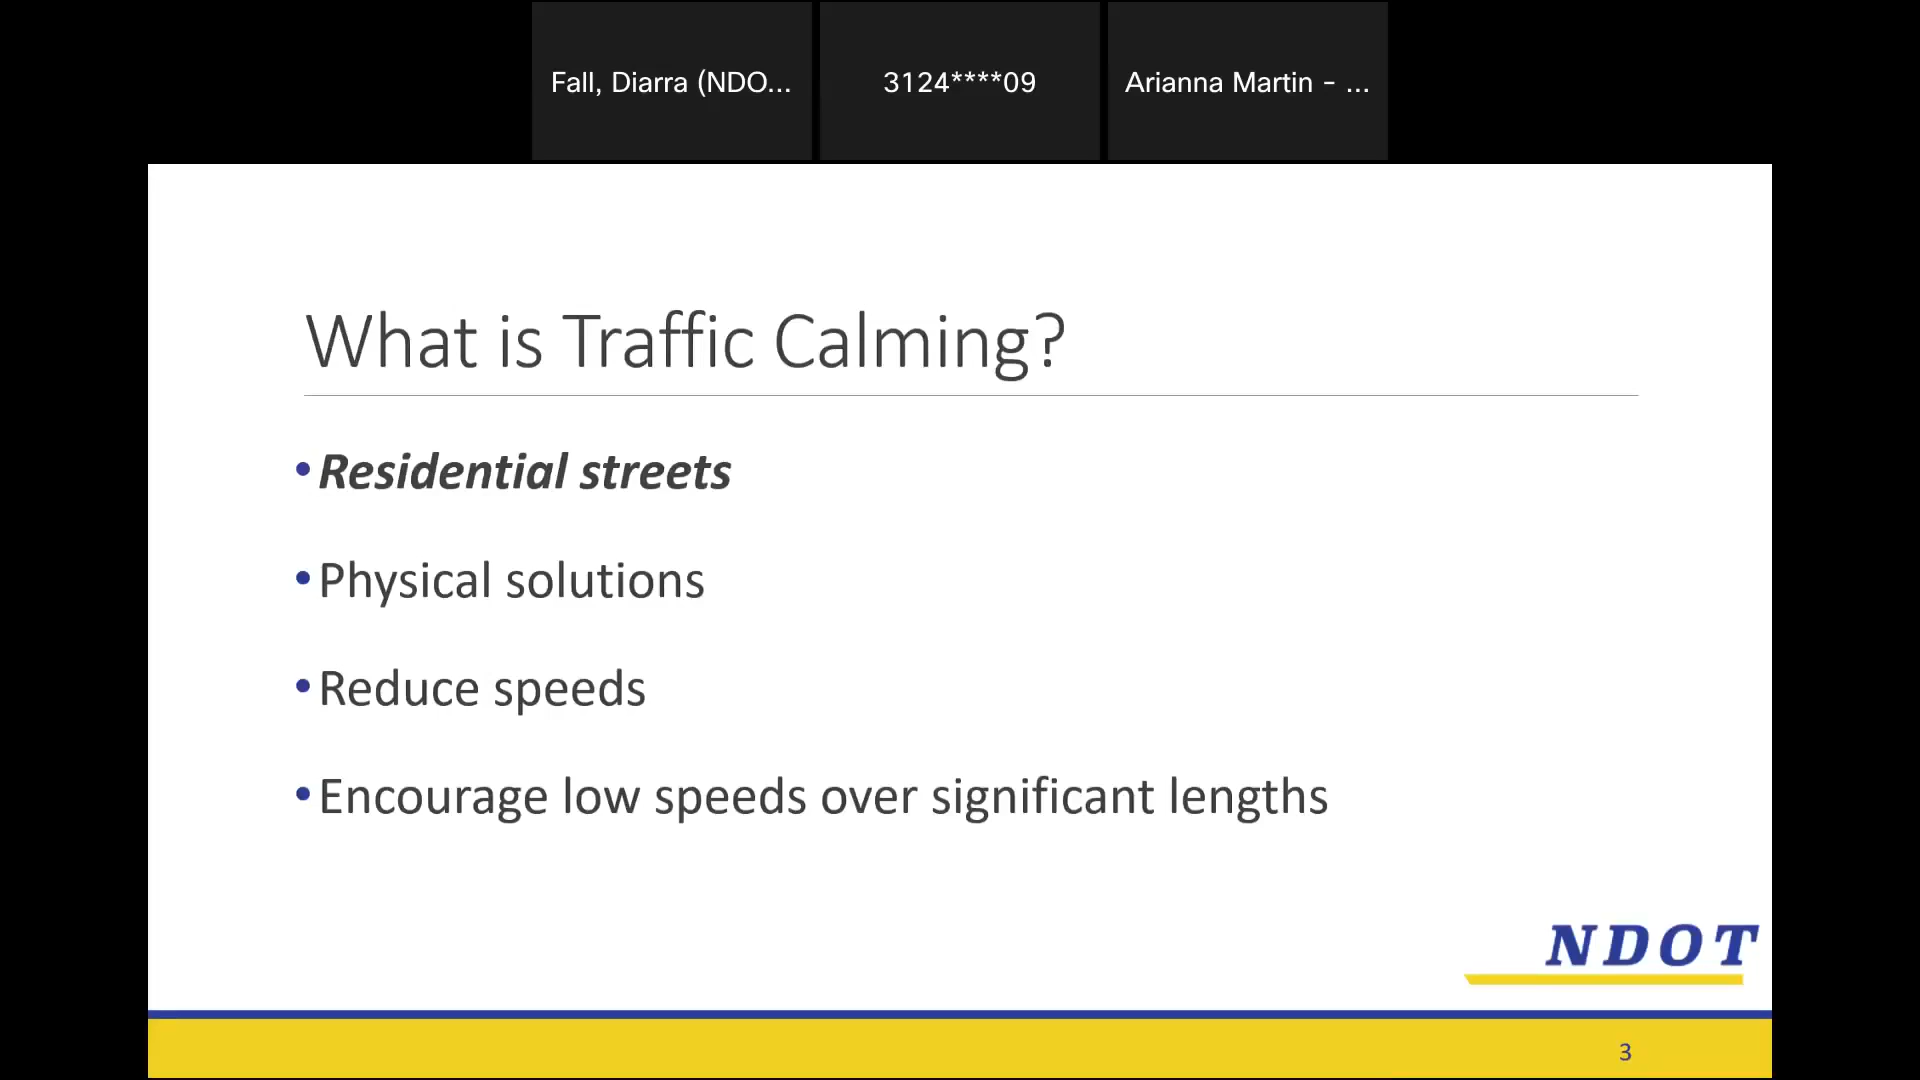 Fall, Diarra (NDO...
3124****09
Arianna Martin - ...
What is Traffic Calming?
•Residential streets
•Physical solutions
•Reduce speeds
•Encourage low speeds over significant lengths
NDOT
3